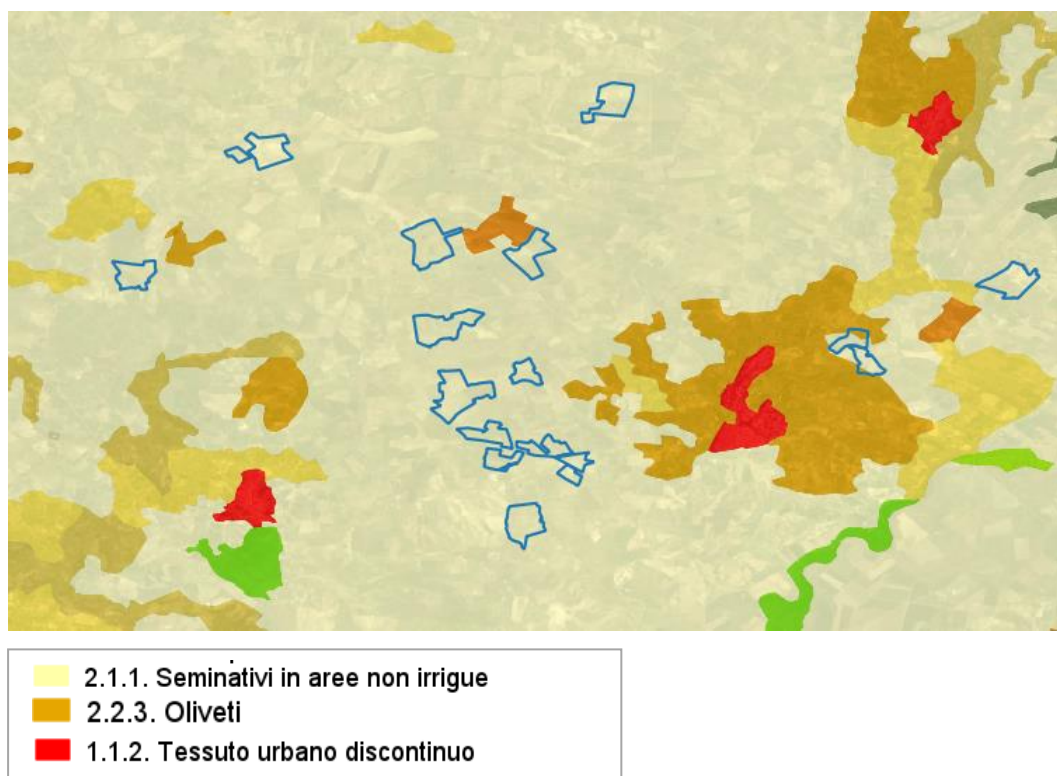 2.1.1. Seminativi in aree non irrigue
2.2.3. Oliveti
1.1.2. Tessuto urbano discontinuo